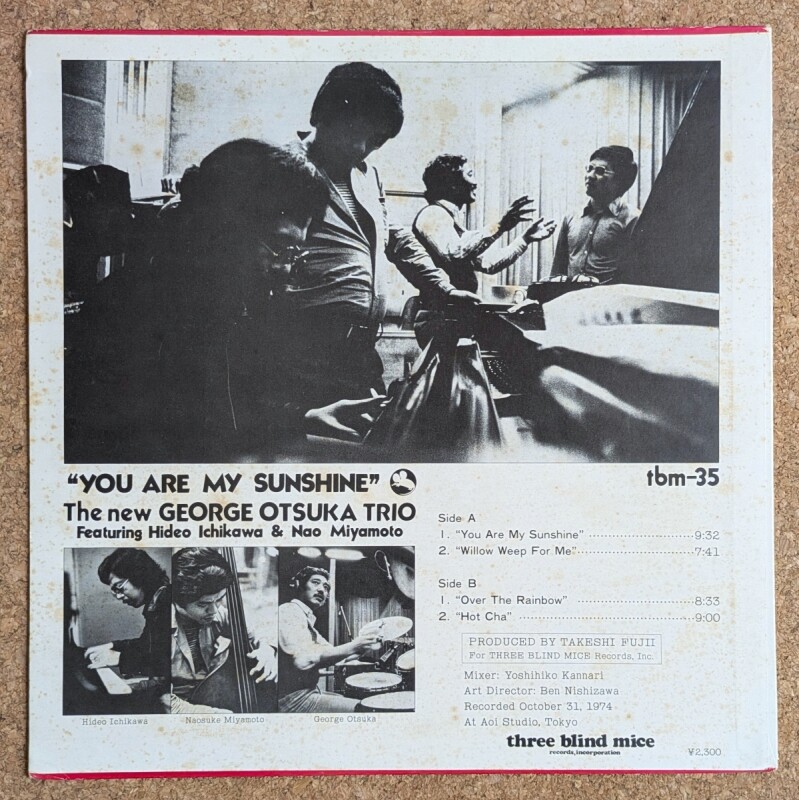 "YOU ARE MY SUNSHINE"
tbm-35
The new GEORGE OTSUKA TRIO
Featuring Hideo Ichikawa & Nao Miyamoto
Hideo Ichikawa
Naosuke Miyamoto
George Otsuka
Side A
1. "You Are My Sunshine" 9:32
2. "Willow Weep For Me" 7:41
Side B
1. "Over The Rainbow" 8:33
2. "Hot Cha" 9:00
PRODUCED BY TAKESHI FUJII
For THREE BLIND MICE Records, Inc.
Mixer: Yoshihiko Kannari
Art Director: Ben Nishizawa
Recorded October 31, 1974
At Aoi Studio, Tokyo
three blind mice
records, incorporation
¥2,300